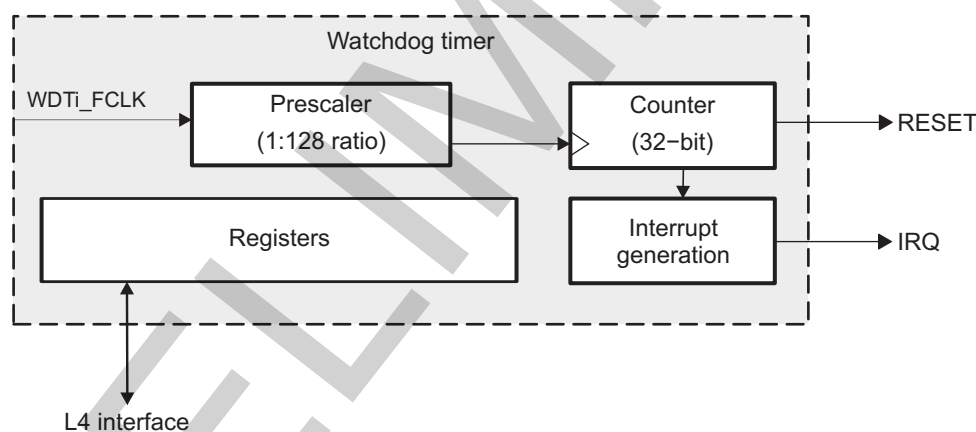 Watchdog timer
WDTi_FCLK
Prescaler
(1:128 ratio)
Counter
(32−bit)
RESET
Registers
Interrupt
generation
IRQ
L4 interface